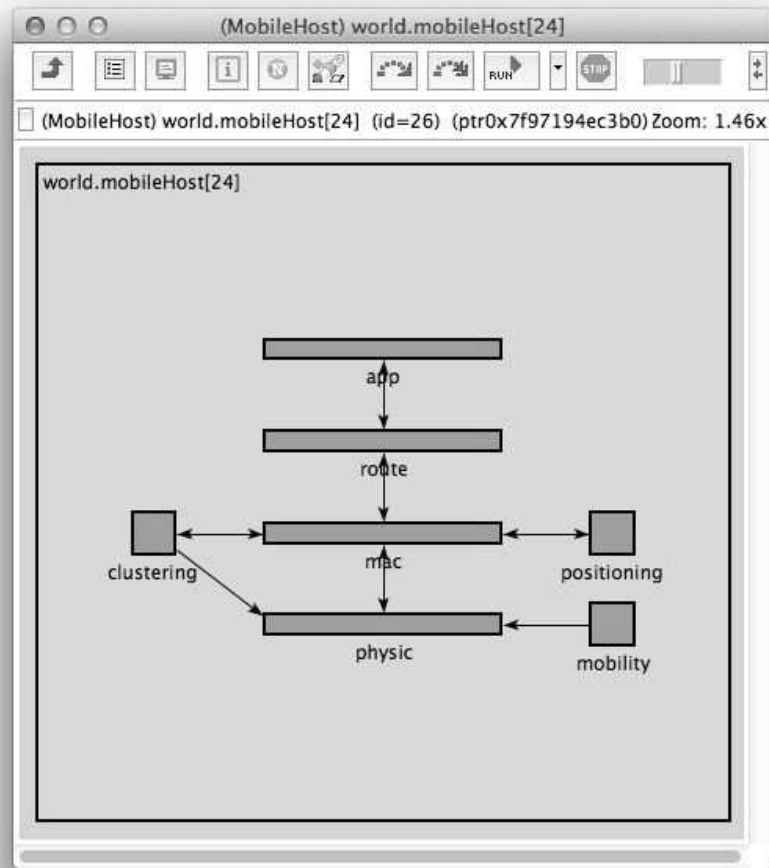 (MobileHost) world.mobileHost[24]
RUN
STOP
(MobileHost) world.mobileHost[24] (id=26) (ptr0x7f97194ec3b0) Zoom: 1.46x
world.mobileHost[24]
app
route
mac
clustering
positioning
physic
mobility